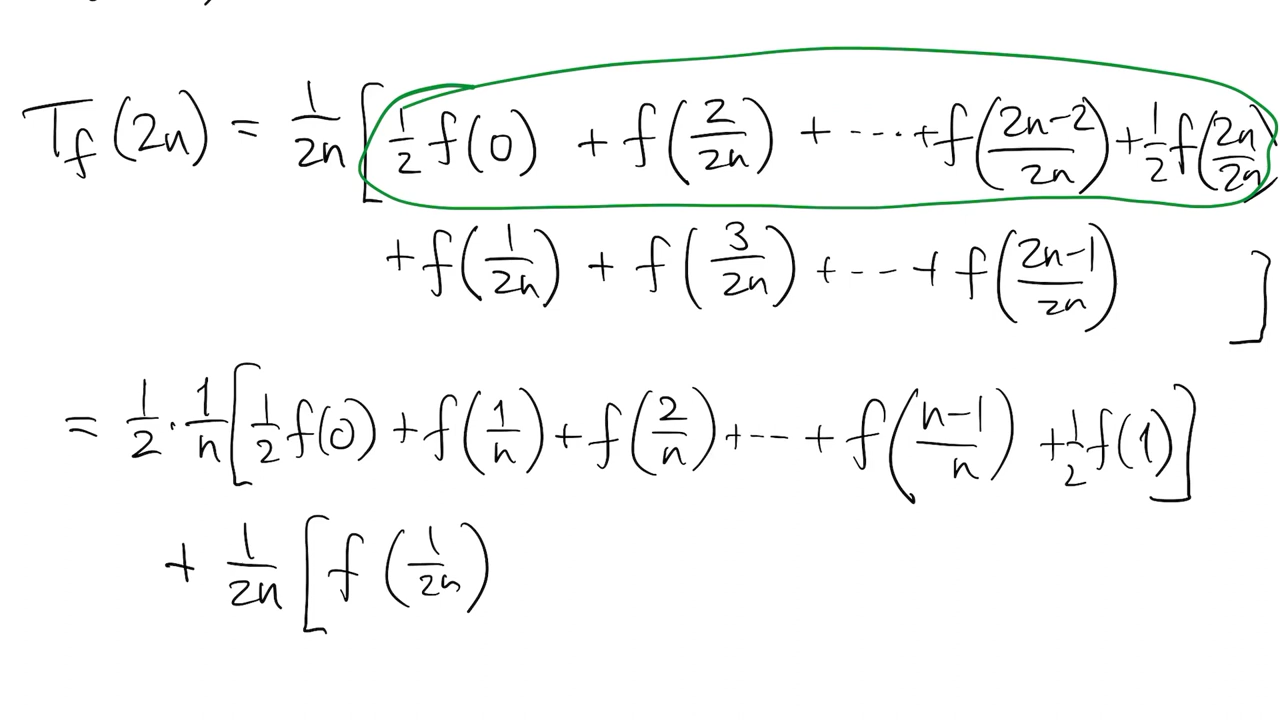 T_f(2n) = 1/2n [ 1/2 f(0) + f(2/2n) + --- + f((2n-2)/2n) + 1/2 f(2n/2n)
+ f(1/2n) + f(3/2n) + --- + f((2n-1)/2n) ]
= 1/2 · 1/n [ 1/2 f(0) + f(1/n) + f(2/n) + --- + f((n-1)/n) + 1/2 f(1) ]
+ 1/2n [ f(1/2n)